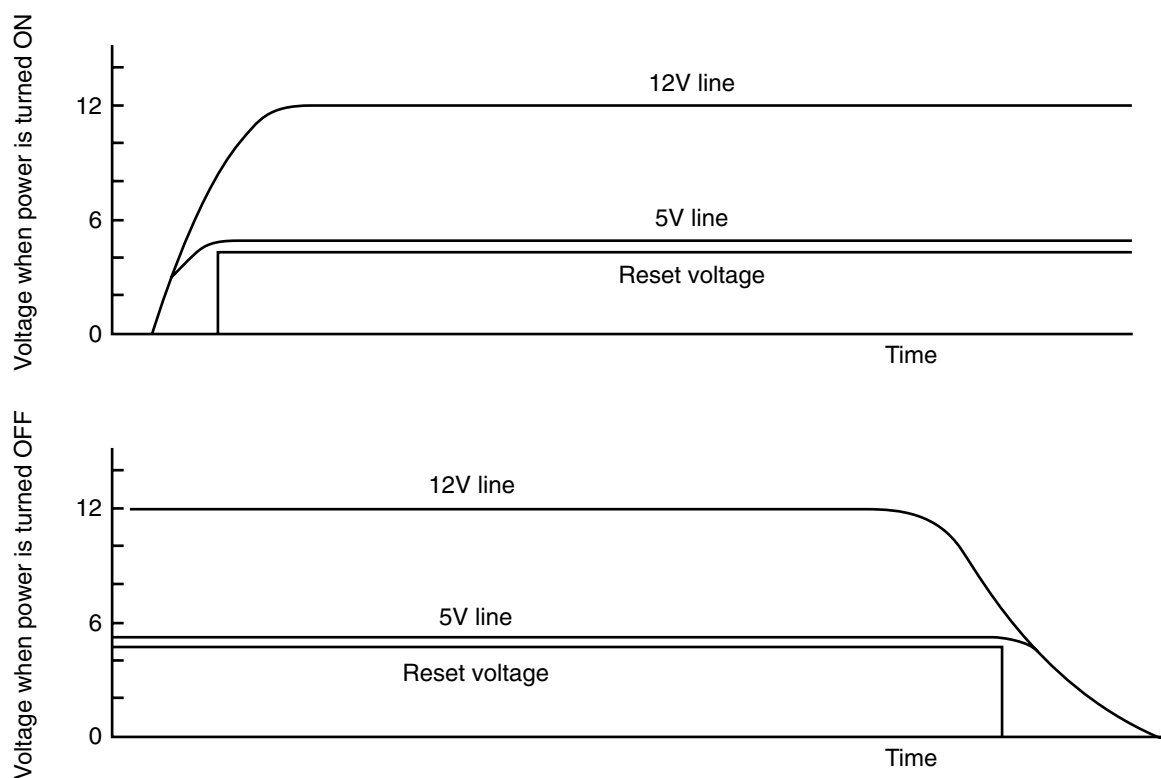 Voltage when power is turned ON
12
6
0
12V line
5V line
Reset voltage
Time
Voltage when power is turned OFF
12
6
0
12V line
5V line
Reset voltage
Time